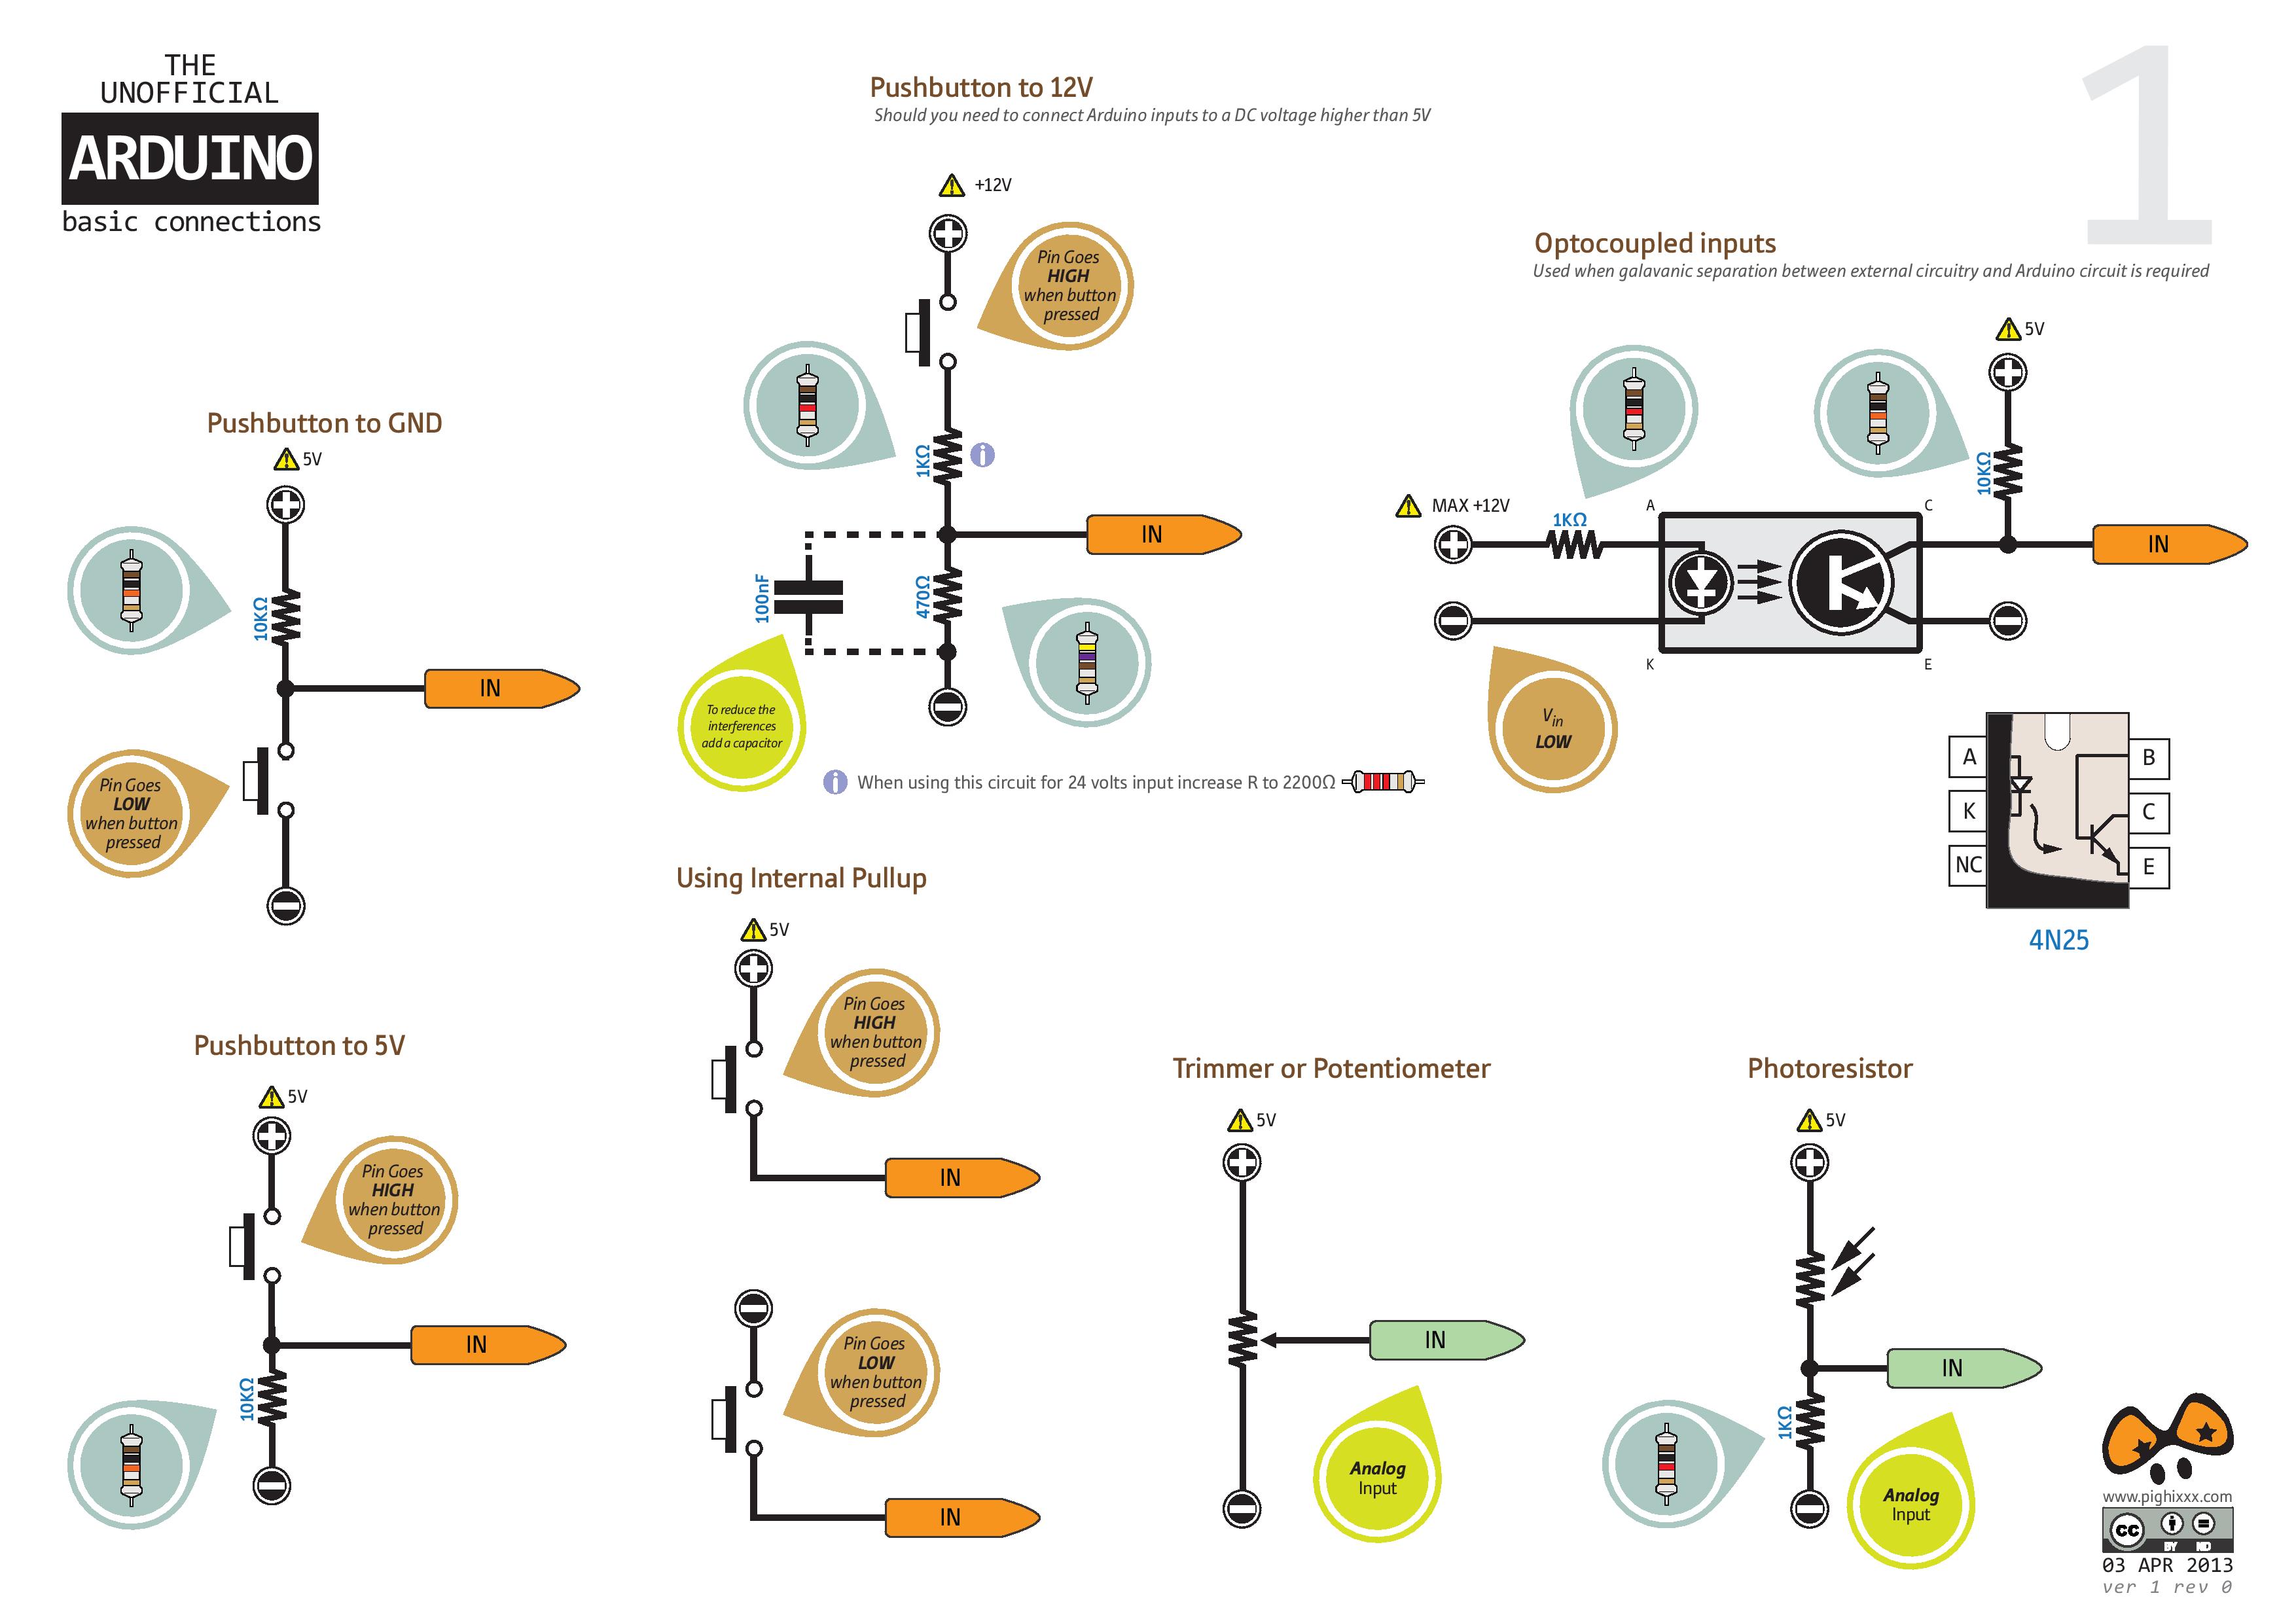 THE
UNOFFICIAL
ARDUINO
basic connections
1
Pushbutton to 12V
Should you need to connect Arduino inputs to a DC voltage higher than 5V
+12V
Pin Goes
HIGH
when button
pressed
1KΩ
IN
100nF
470Ω
To reduce the
interferences
add a capacitor
When using this circuit for 24 volts input increase R to 2200Ω
Optocoupled inputs
Used when galavanic separation between external circuitry and Arduino circuit is required
5V
10KΩ
MAX +12V
1KΩ
A
C
IN
K
E
Vin
LOW
A
K
NC
B
C
E
4N25
Pushbutton to GND
5V
10KΩ
IN
Pin Goes
LOW
when button
pressed
Pushbutton to 5V
5V
Pin Goes
HIGH
when button
pressed
IN
10KΩ
Using Internal Pullup
5V
Pin Goes
HIGH
when button
pressed
IN
Pin Goes
LOW
when button
pressed
IN
Trimmer or Potentiometer
5V
IN
Analog
Input
Photoresistor
5V
IN
1KΩ
Analog
Input
www.pighixxx.com
cc
BY ND
03 APR 2013
ver 1 rev 0